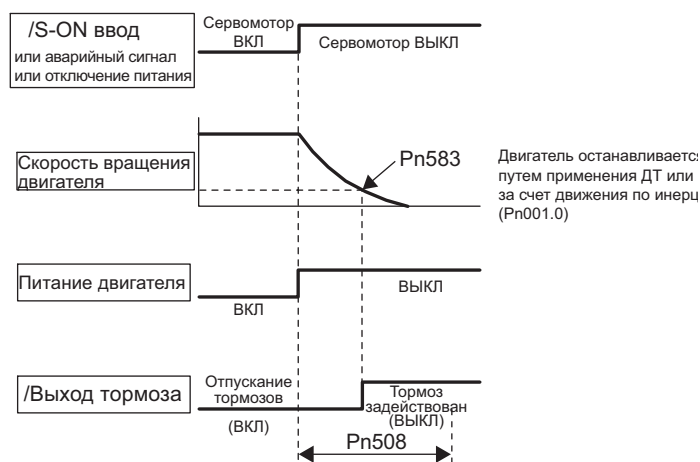 /S-ON ввод
или аварийный сигнал
или отключение питания
Сервомотор
ВКЛ
Сервомотор ВЫКЛ
Скорость вращения
двигателя
Pn583
Двигатель останавливается
путем применения ДТ или
за счет движения по инерц
(Pn001.0)
Питание двигателя
ВКЛ
ВЫКЛ
/Выход тормоза
Отпускание
тормозов
(ВКЛ)
Тормоз
задействован
(ВЫКЛ)
Pn508